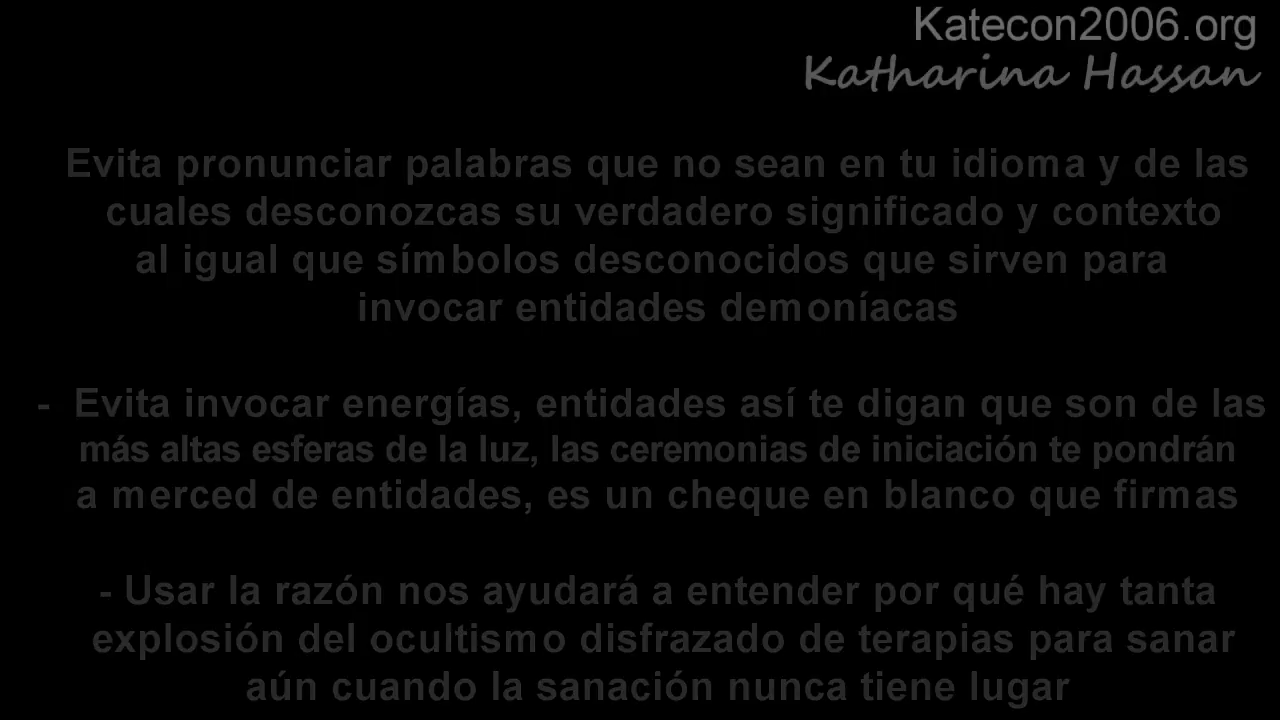 Katecon2006.org
Katharina Hassan
Evita pronunciar palabras que no sean en tu idioma y de las
cuales desconozcas su verdadero significado y contexto
al igual que símbolos desconocidos que sirven para
invocar entidades demoníacas
- Evita invocar energías, entidades así te digan que son de las
más altas esferas de la luz, las ceremonias de iniciación te pondrán
a merced de entidades, es un cheque en blanco que firmas
- Usar la razón nos ayudará a entender por qué hay tanta
explosión del ocultismo disfrazado de terapias para sanar
aún cuando la sanación nunca tiene lugar